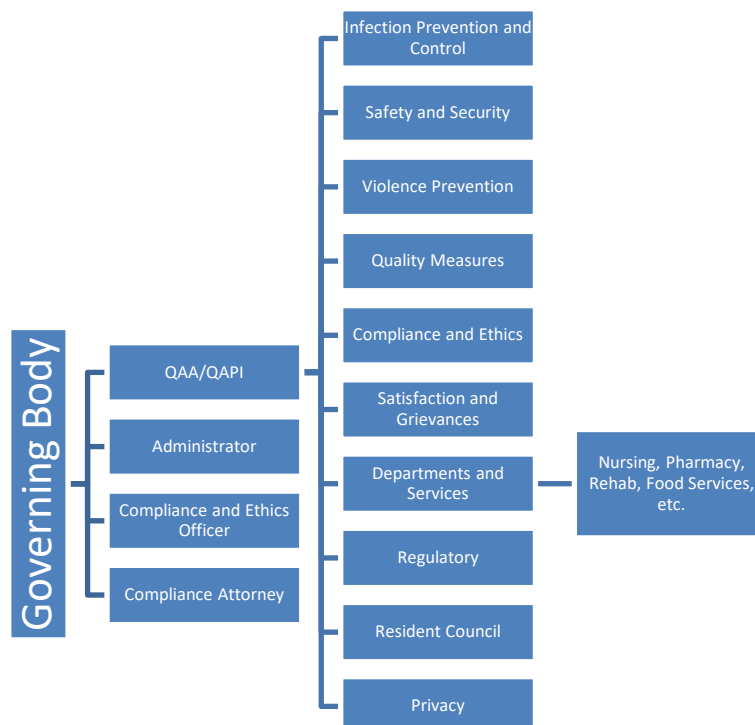 Governing Body
QAA/QAPI
Administrator
Compliance and Ethics
Officer
Compliance Attorney
Infection Prevention and
Control
Safety and Security
Violence Prevention
Quality Measures
Compliance and Ethics
Satisfaction and
Grievances
Departments and
Services
Regulatory
Resident Council
Privacy
Nursing, Pharmacy,
Rehab, Food Services,
etc.